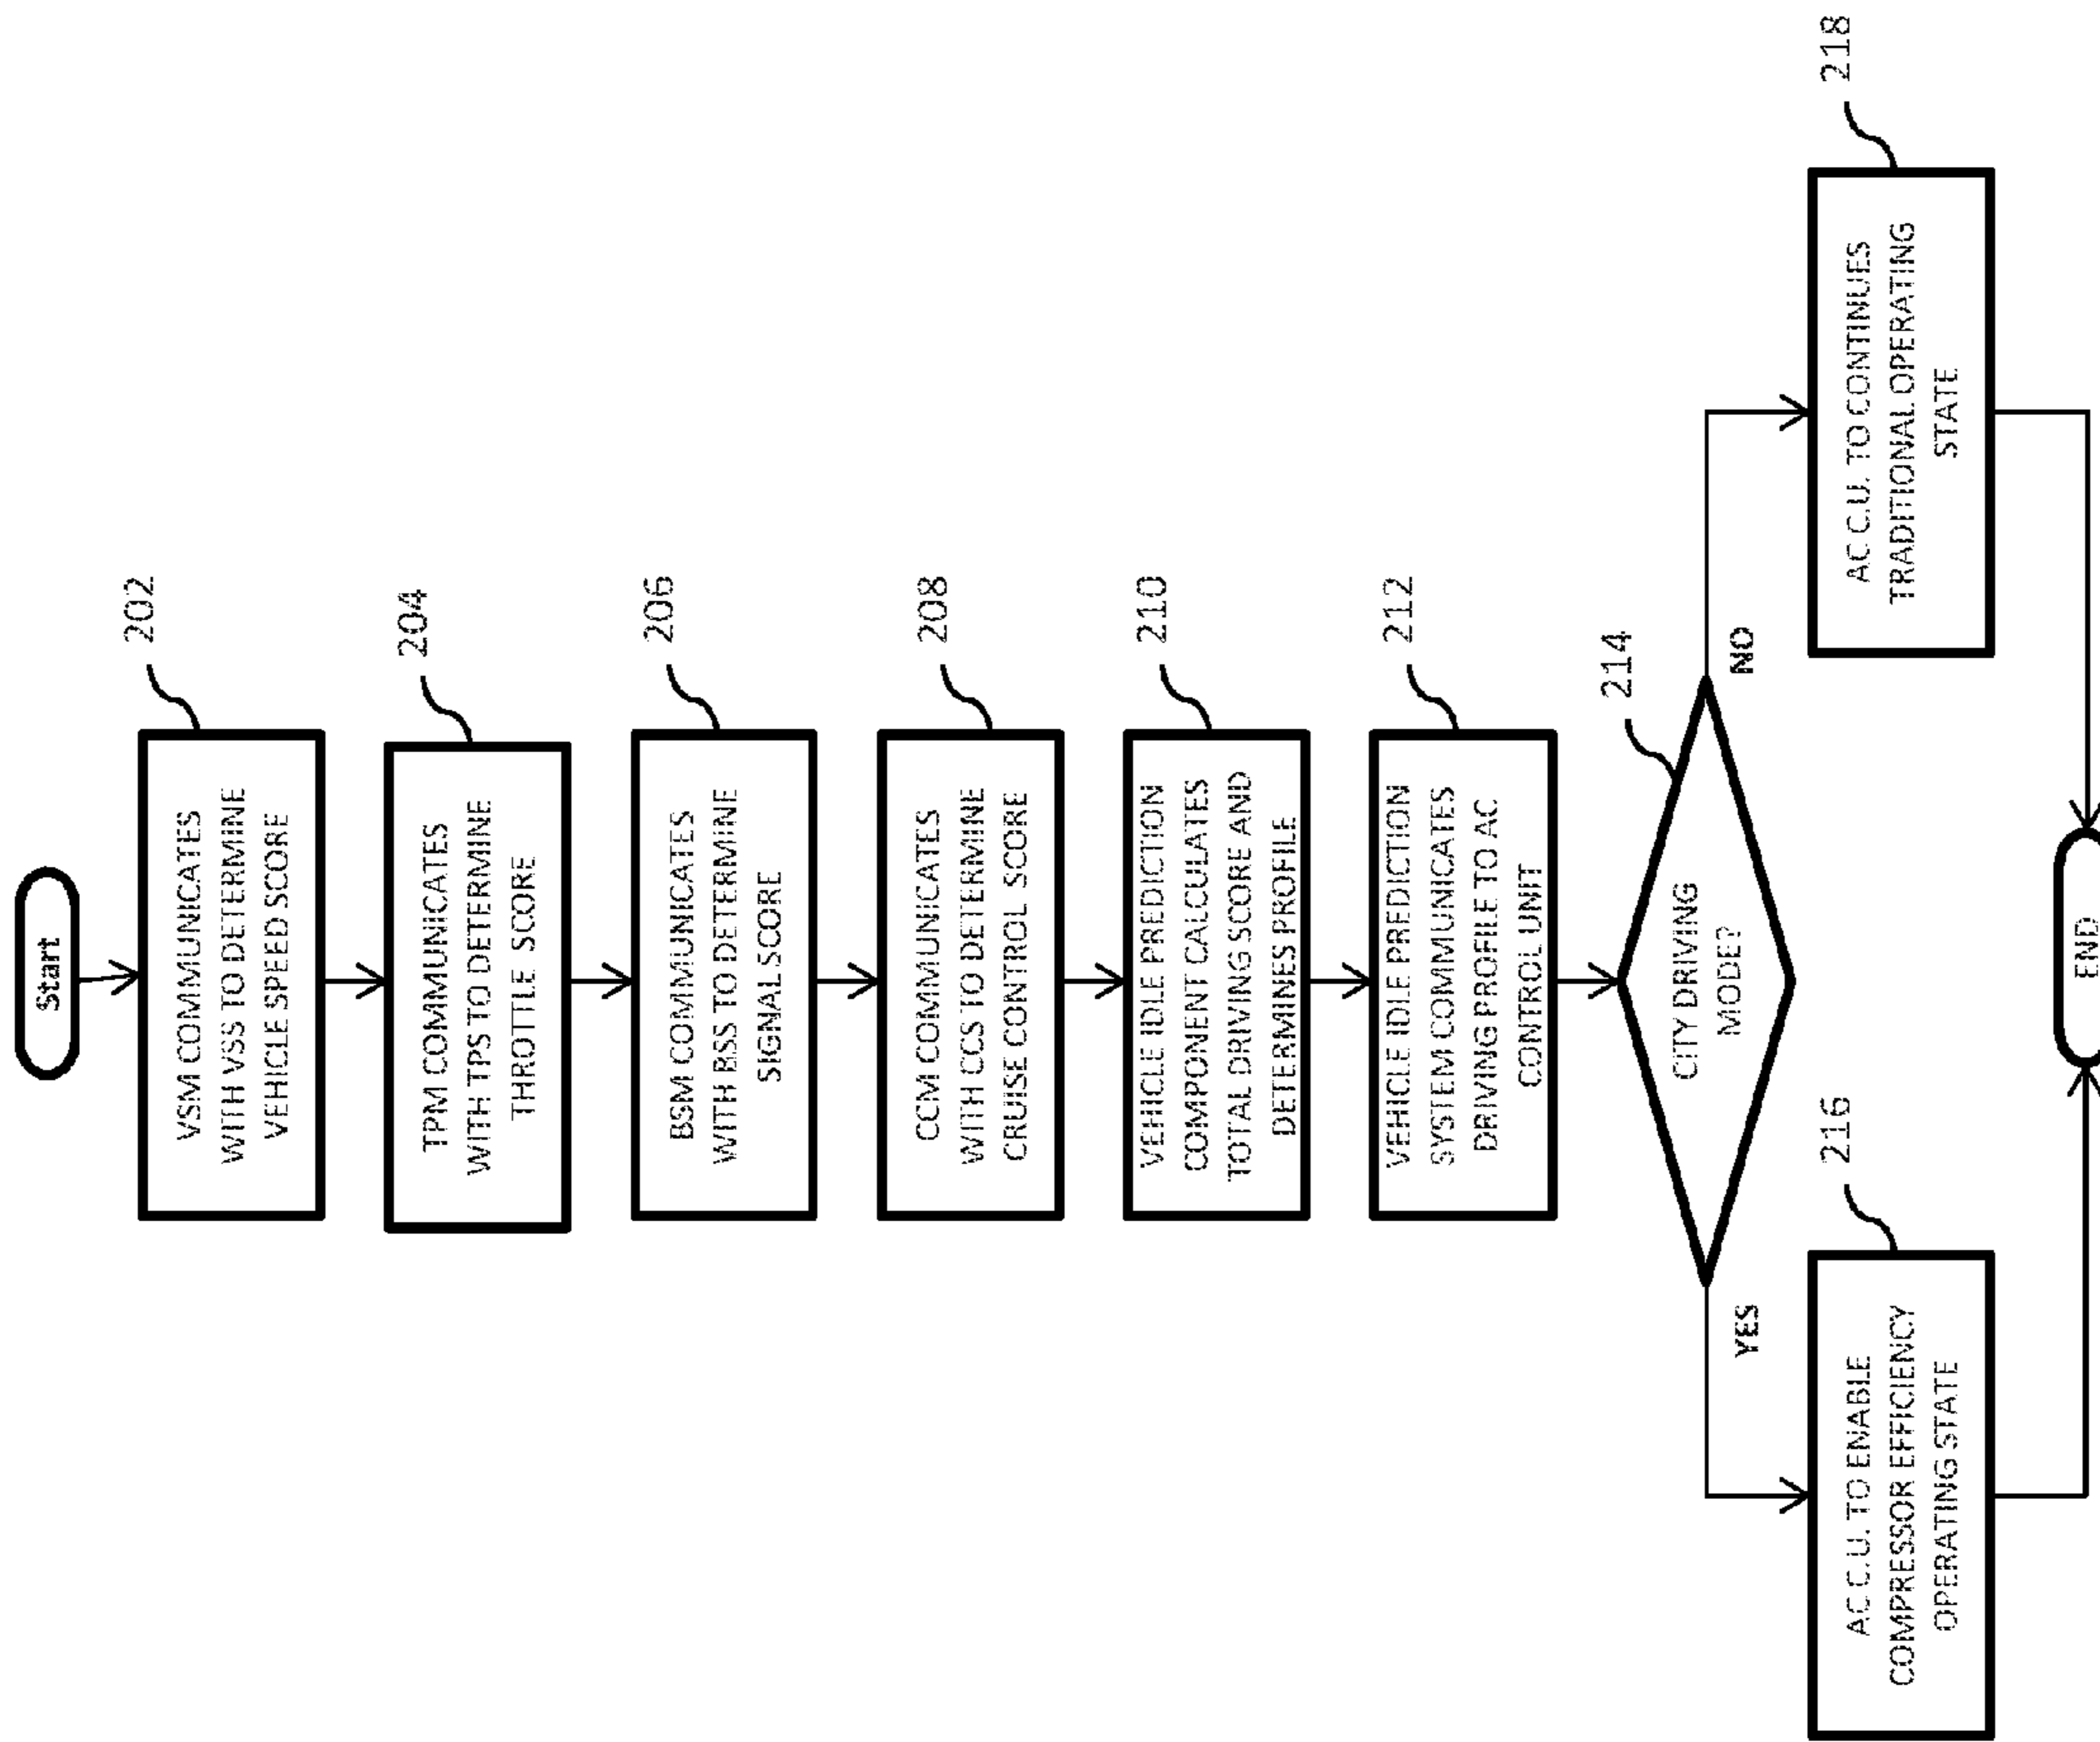 Start
VSM COMMUNICATES
WITH VSS TO DETERMINE
VEHICLE SPEED SCORE
202
TPM COMMUNICATES
WITH TPS TO DETERMINE
THROTTLE SCORE
204
BSM COMMUNICATES
WITH BSS TO DETERMINE
SIGNAL SCORE
206
CCM COMMUNICATES
WITH CCS TO DETERMINE
CRUISE CONTROL SCORE
208
VEHICLE IDLE PREDICTION
COMPONENT CALCULATES
TOTAL DRIVING SCORE AND
DETERMINES PROFILE
210
VEHICLE IDLE PREDICTION
SYSTEM COMMUNICATES
DRIVING PROFILE TO AC
CONTROL UNIT
212
CITY DRIVING
MODE?
214
YES
NO
AC C.U. TO ENABLE
COMPRESSOR EFFICIENCY
OPERATING STATE
216
AC C.U. TO CONTINUES
TRADITIONAL OPERATING
STATE
218
END